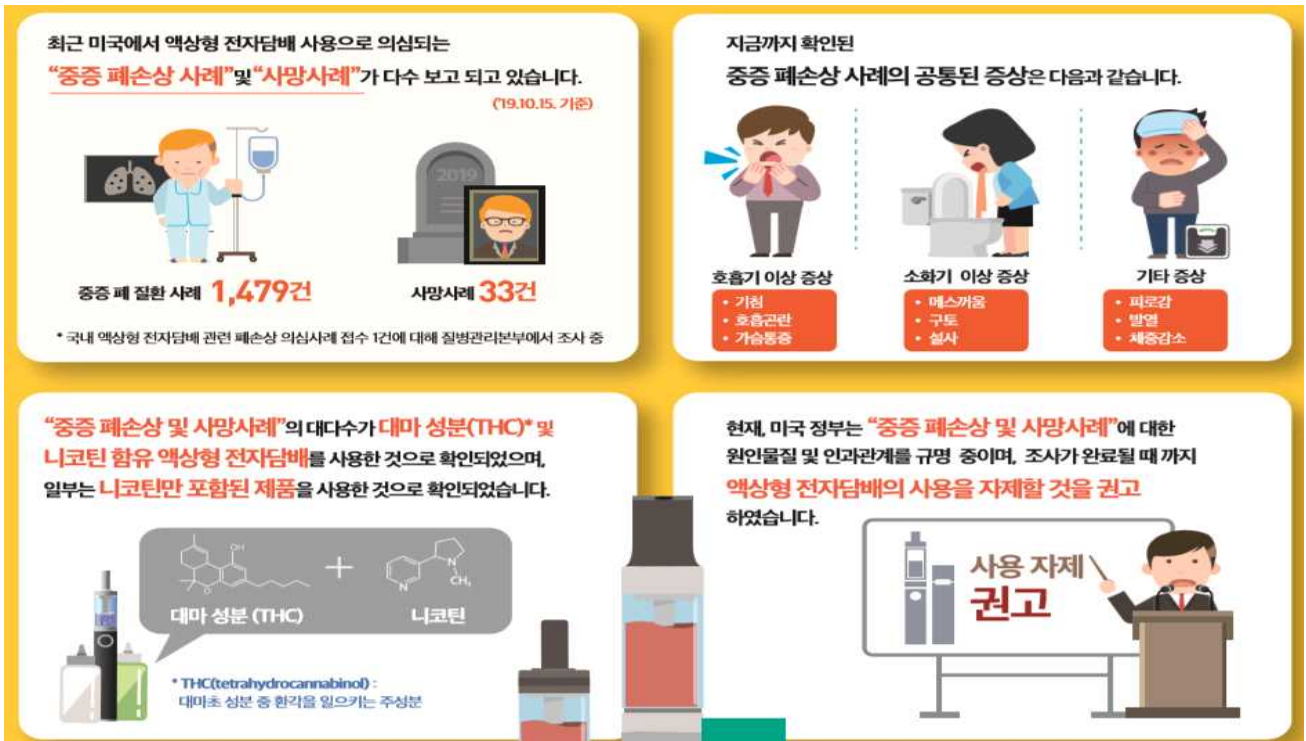 최근 미국에서 액상형 전자담배 사용으로 의심되는
“중증 폐손상 사례”및“사망사례”가 다수 보고 되고 있습니다.
('19.10.15. 기준)
2019
중증 폐 질환 사례 1,479건
사망사례 33건
* 국내 액상형 전자담배 관련 폐손상 의심사례 접수 1건에 대해 질병관리본부에서 조사 중
지금까지 확인된
중증 폐손상 사례의 공통된 증상은 다음과 같습니다.
호흡기 이상 증상
• 기침
• 호흡곤란
• 가슴통증
소화기 이상 증상
• 메스꺼움
• 구토
• 설사
기타 증상
• 피로감
• 발열
• 체중감소
“중증 폐손상 및 사망사례”의 대다수가 대마 성분(THC)* 및
니코틴 함유 액상형 전자담배를 사용한 것으로 확인되었으며,
일부는 니코틴만 포함된 제품을 사용한 것으로 확인되었습니다.
OH
O
N
N
CH₃
+
대마 성분 (THC)
니코틴
* THC(tetrahydrocannabinol) :
대마초 성분 중 환각을 일으키는 주성분
현재, 미국 정부는 “중증 폐손상 및 사망사례”에 대한
원인물질 및 인과관계를 규명 중이며, 조사가 완료될 때 까지
액상형 전자담배의 사용을 자제할 것을 권고
하였습니다.
사용 자제
권고